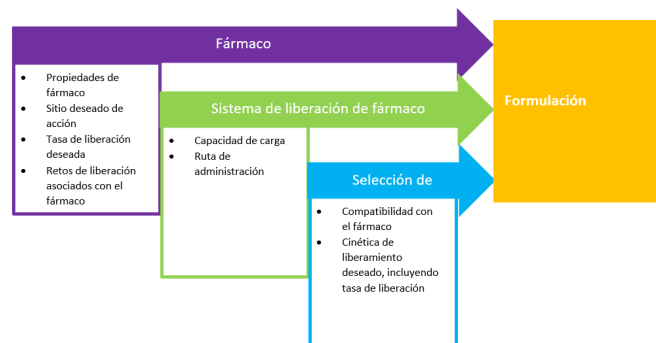 Fármaco
• Propiedades de
fármaco
• Sitio deseado de
acción
• Tasa de liberación
deseada
• Retos de liberación
asociados con el
fármaco
Sistema de liberación de fármaco
• Capacidad de carga
• Ruta de
administración
Selección de
• Compatibilidad con
el fármaco
• Cinética de
liberamiento
deseado, incluyendo
tasa de liberación
Formulación